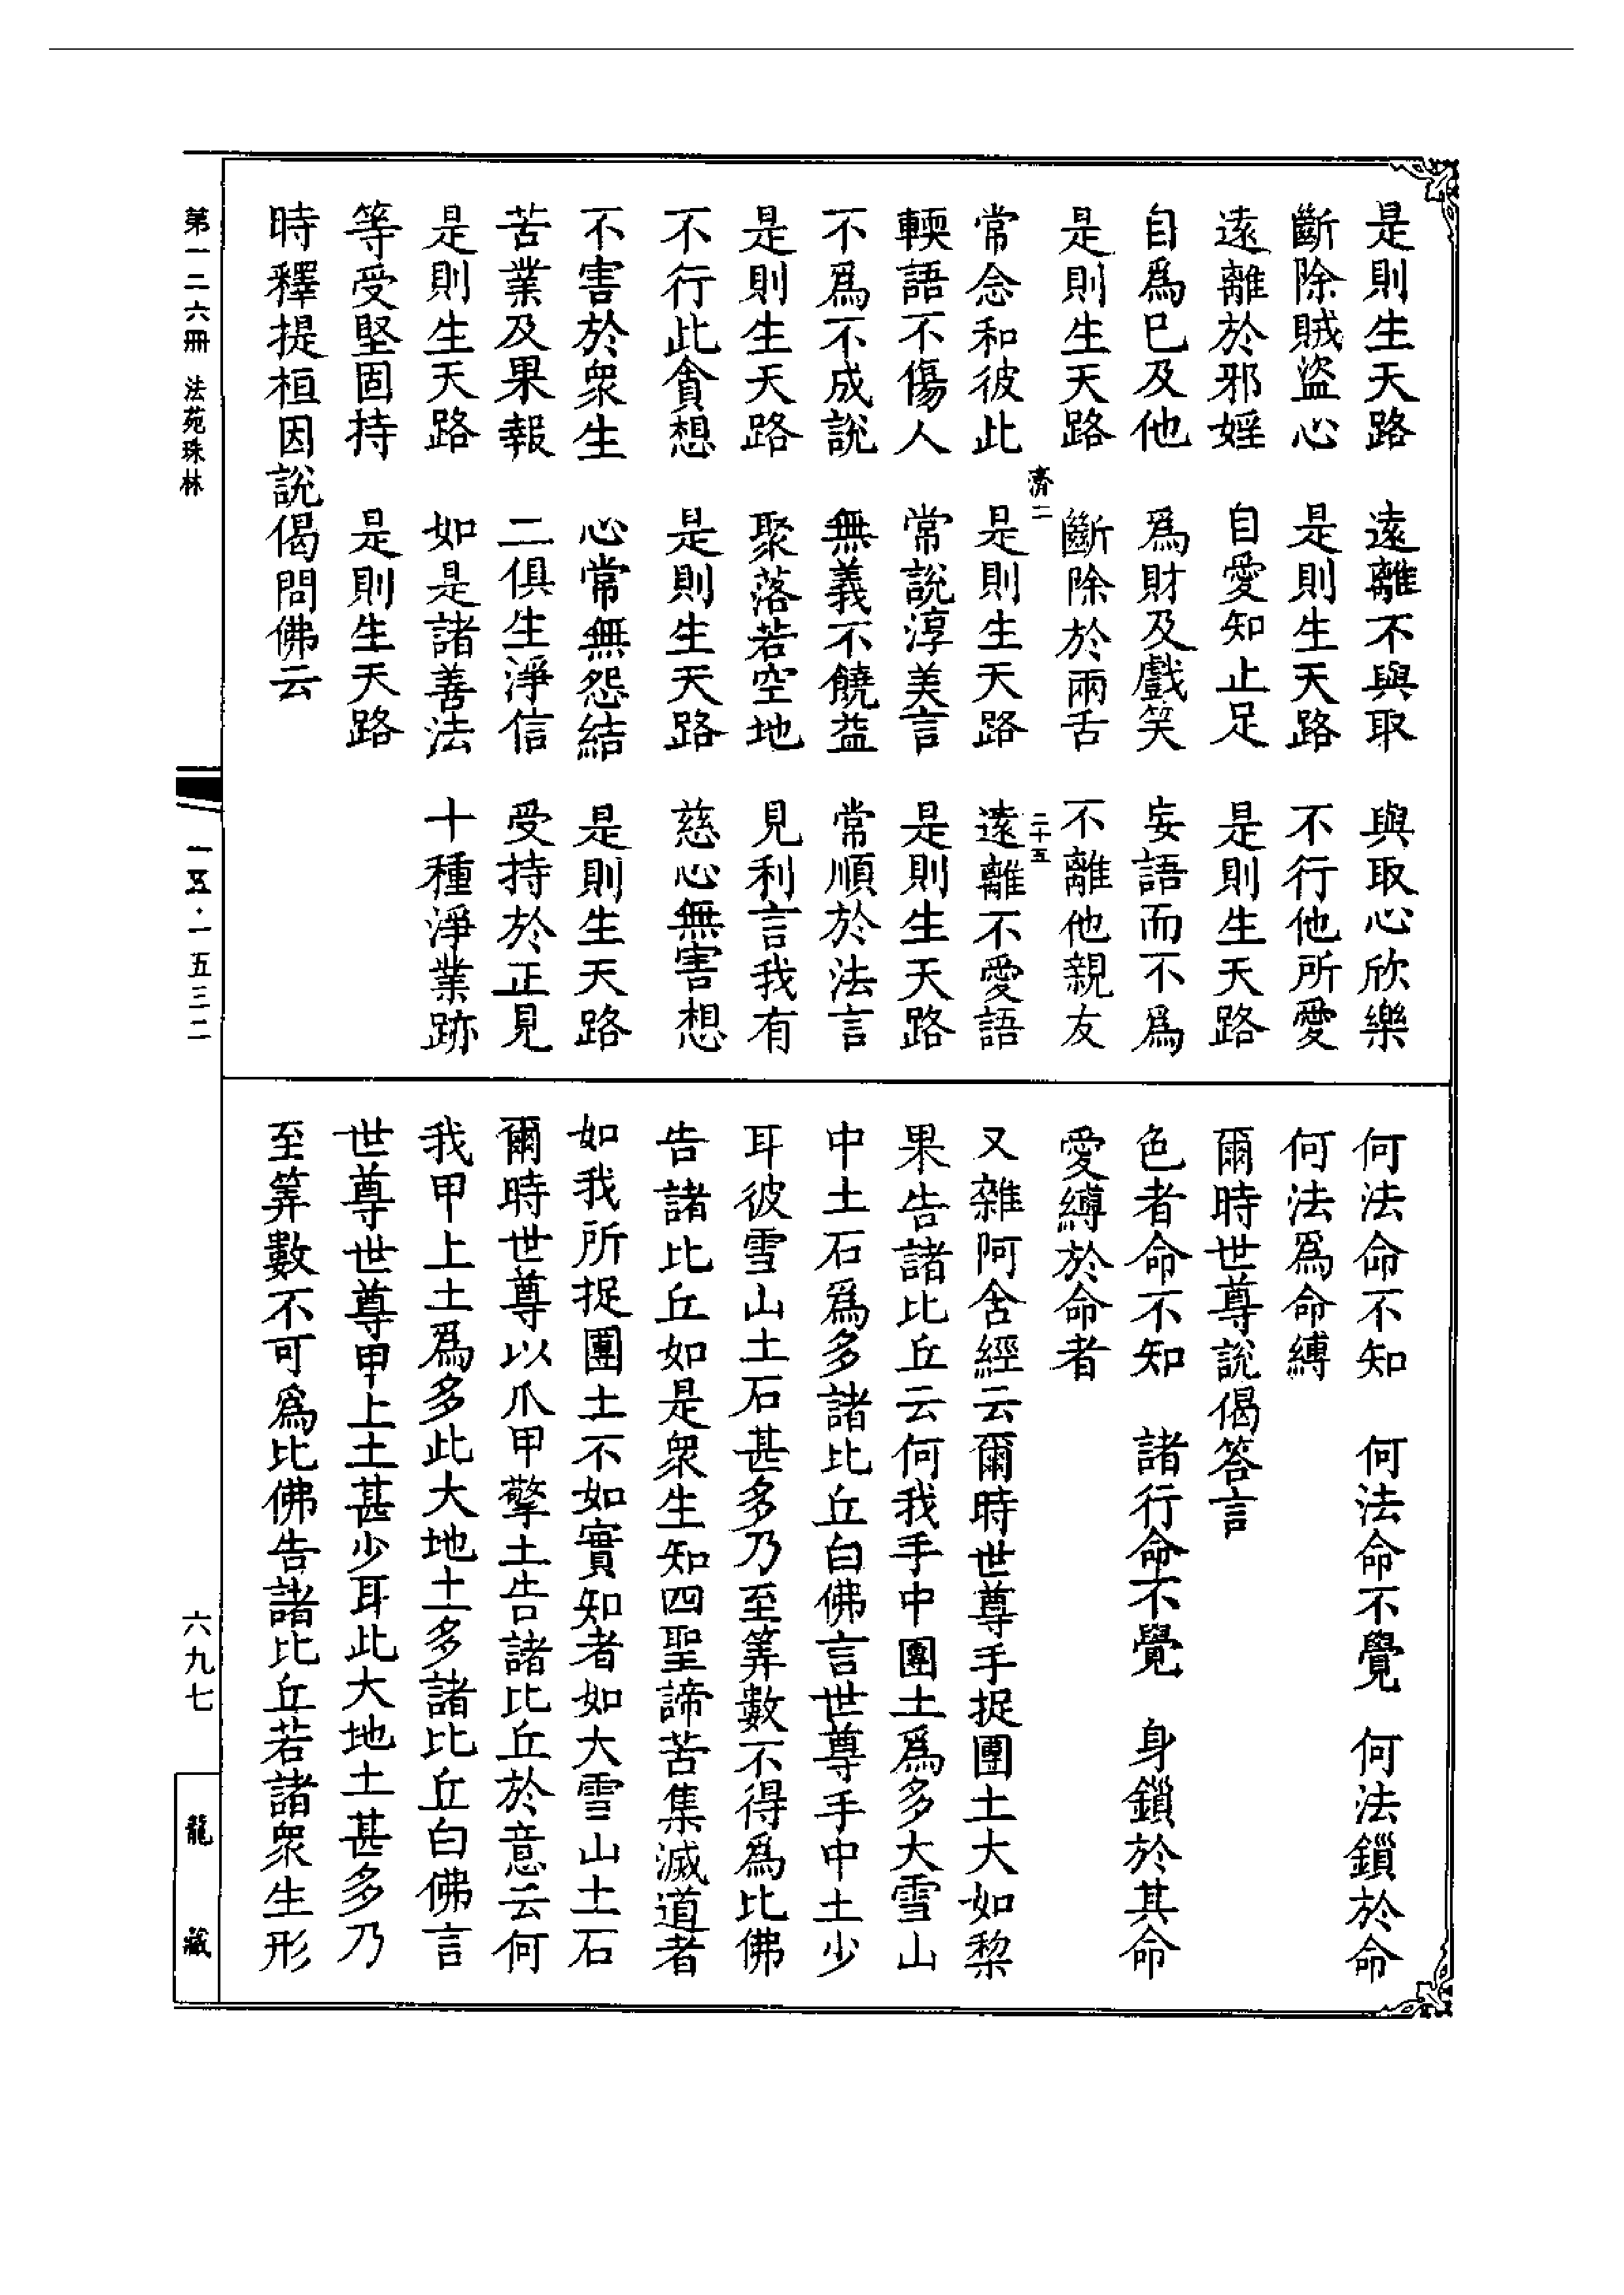 是則生天路　遠離不與取　與取心欣樂
斷除賊盜心　是則生天路　不行他所愛
遠離於邪婬　自愛知止足　是則生天路
自爲已及他　爲財及戲笑　妄語而不爲
是則生天路　斷除於兩舌　不離他親友
濟二　二十五
常念和彼此　是則生天路　遠離不愛語
輭語不傷人　常說淳美言　是則生天路
不爲不成說　無義不饒益　常順於法言
是則生天路　聚落若空地　見利言我有
不行此貪想　是則生天路　慈心無害想
不害於衆生　心常無怨結　是則生天路
苦業及果報　二俱生淨信　受持於正見
是則生天路　如是諸善法　十種淨業跡
等受堅固持　是則生天路
時釋提桓因說偈問佛云
何法命不知　何法命不覺　何法鎖於命
何法爲命縛
爾時世尊說偈答言
色者命不知　諸行命不覺　身鎖於其命
愛縛於命者
又雜阿含經云爾時世尊手捉團土大如棃
果告諸比丘云何我手中團土爲多大雪山
中土石爲多諸比丘白佛言世尊手中土少
耳彼雪山土石甚多乃至筭數不得爲比佛
告諸比丘如是衆生知四聖諦苦集滅道者
如我所捉團土不如實知者如大雪山土石
爾時世尊以爪甲擎土告諸比丘於意云何
我甲上土爲多此大地土多諸比丘白佛言
世尊世尊甲上土甚少耳此大地土甚多乃
至筭數不可爲比佛告諸比丘若諸衆生形
第一二六冊　法苑珠林　一五·一五三二　六九七　龍藏